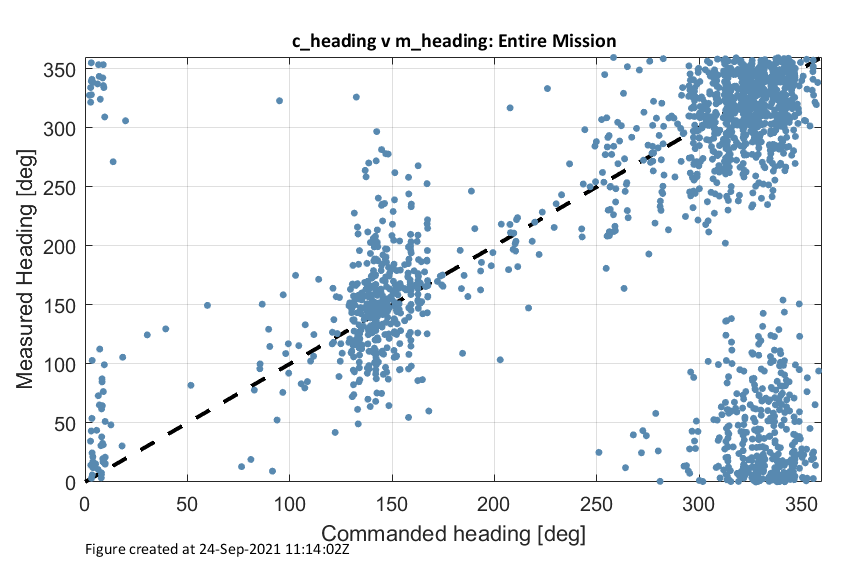 c_heading v m_heading: Entire Mission
350
300
250
200
150
100
50
0
Measured Heading [deg]
0 50 100 150 200 250 300 350
Commanded heading [deg]
Figure created at 24-Sep-2021 11:14:02Z